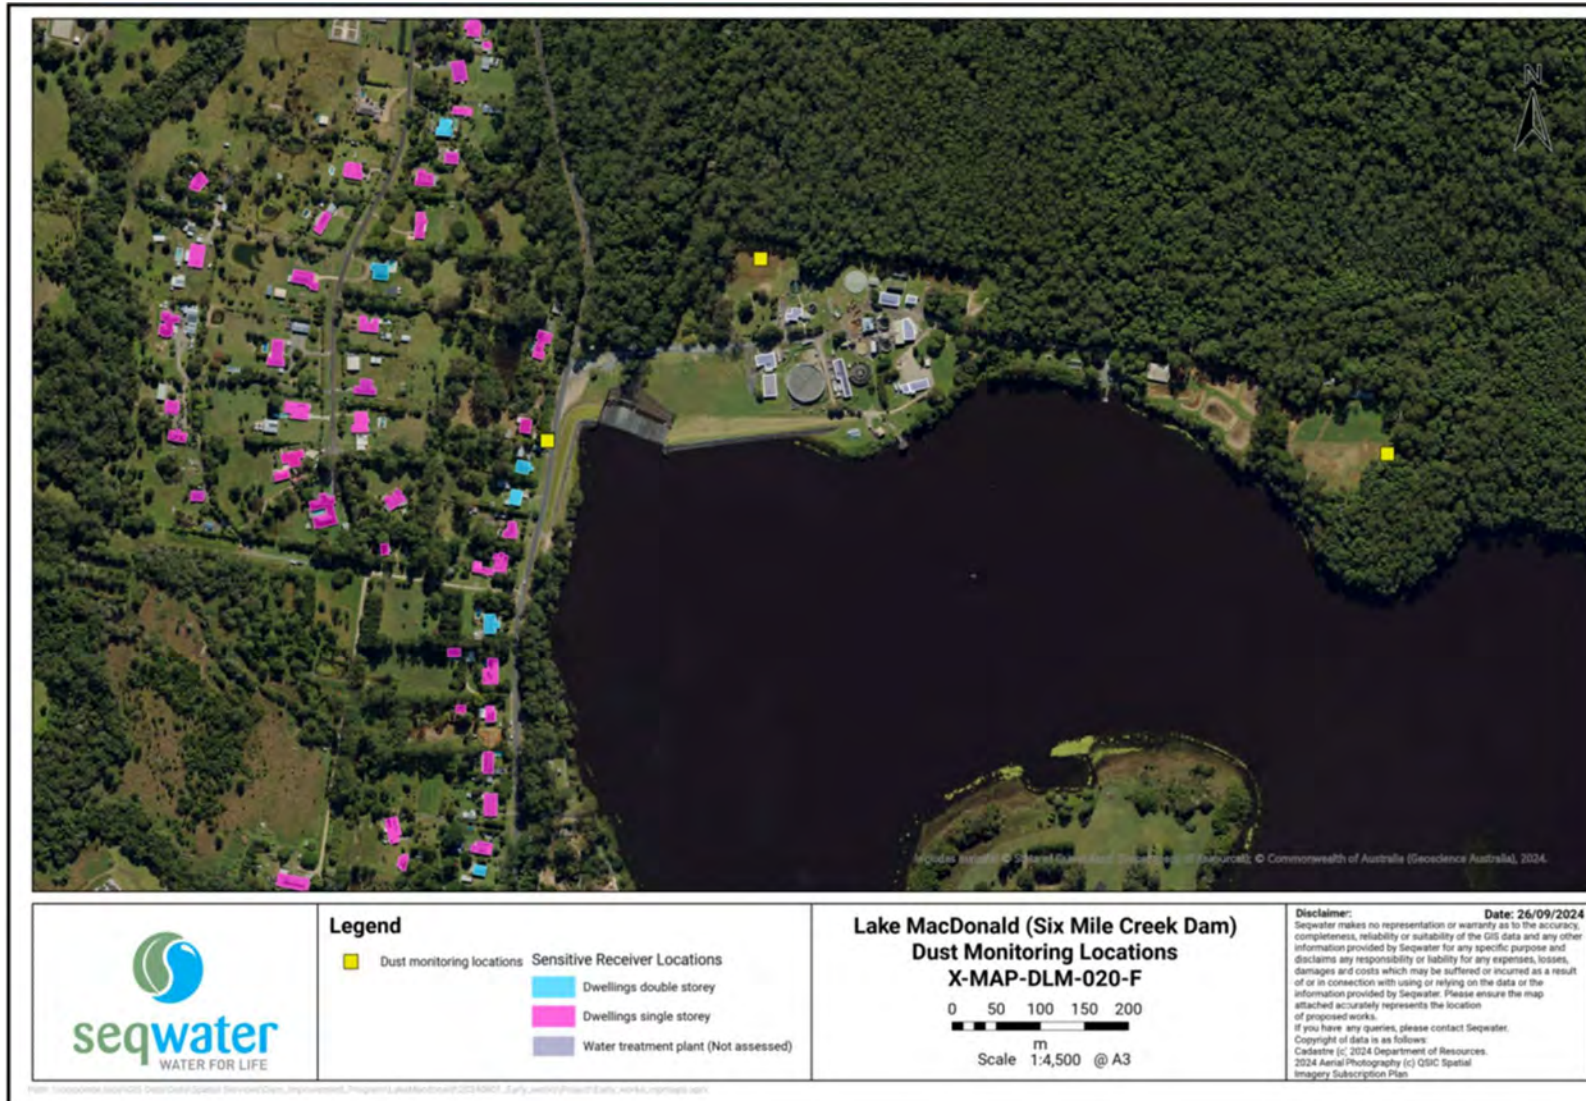 N
© Commonwealth of Australia (Geoscience Australia), 2024.
seqwater
WATER FOR LIFE
Legend
Dust monitoring locations
Sensitive Receiver Locations
Dwellings double storey
Dwellings single storey
Water treatment plant (Not assessed)
Lake MacDonald (Six Mile Creek Dam)
Dust Monitoring Locations
X-MAP-DLM-020-F
0 50 100 150 200
m
Scale 1:4,500 @ A3
Disclaimer: Date: 26/09/2024
Seqwater makes no representation or warranty as to the accuracy,
completeness, reliability or suitability of the GIS data and any other
information provided by Seqwater for any specific purpose and
disclaims any responsibility or liability for any expenses, losses,
damages and costs which may be suffered or incurred as a result
of or in connection with using or relying on the data or the
information provided by Seqwater. Please ensure the map
attached accurately represents the location
of proposed works.
If you have any queries, please contact Seqwater.
Copyright of data is as follows:
Cadastre (c) 2024 Department of Resources.
2024 Aerial Photography (c) QSIC Spatial
Imagery Subscription Plan